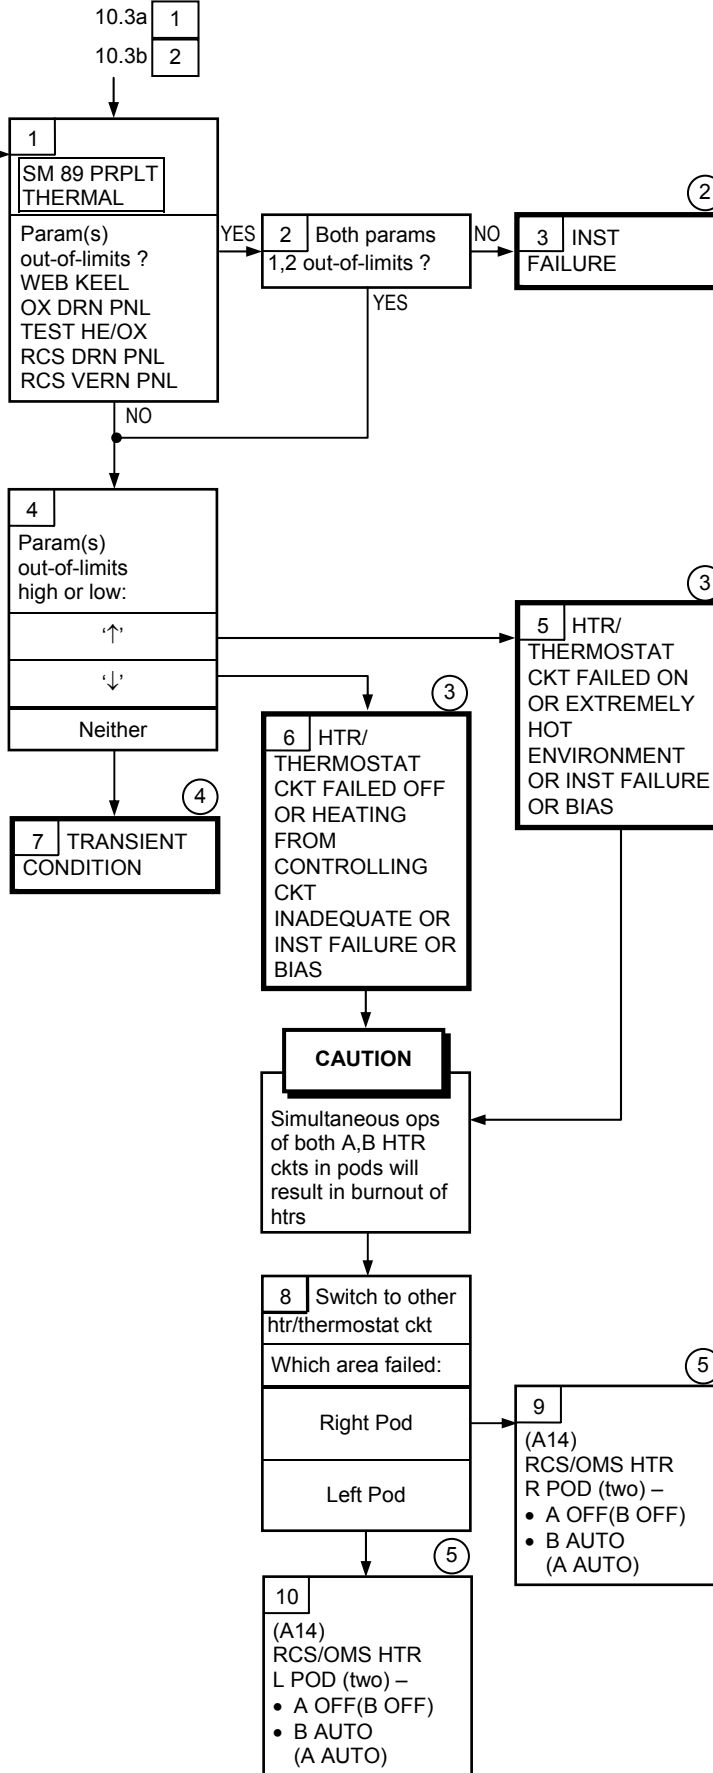 10.3a 1
10.3b 2
1
SM 89 PRPLT
THERMAL
Param(s)
out-of-limits ?
WEB KEEL
OX DRN PNL
TEST HE/OX
RCS DRN PNL
RCS VERN PNL
YES
NO
2 Both params
1,2 out-of-limits ?
NO
YES
2
3 INST
FAILURE
4
Param(s)
out-of-limits
high or low:
‘↑’
‘↓’
Neither
3
5 HTR/
THERMOSTAT
CKT FAILED ON
OR EXTREMELY
HOT
ENVIRONMENT
OR INST FAILURE
OR BIAS
3
6 HTR/
THERMOSTAT
CKT FAILED OFF
OR HEATING
FROM
CONTROLLING
CKT
INADEQUATE OR
INST FAILURE OR
BIAS
4
7 TRANSIENT
CONDITION
CAUTION
Simultaneous ops
of both A,B HTR
ckts in pods will
result in burnout of
htrs
8 Switch to other
htr/thermostat ckt
Which area failed:
Right Pod
Left Pod
5
9
(A14)
RCS/OMS HTR
R POD (two) –
• A OFF(B OFF)
• B AUTO
(A AUTO)
5
10
(A14)
RCS/OMS HTR
L POD (two) –
• A OFF(B OFF)
• B AUTO
(A AUTO)